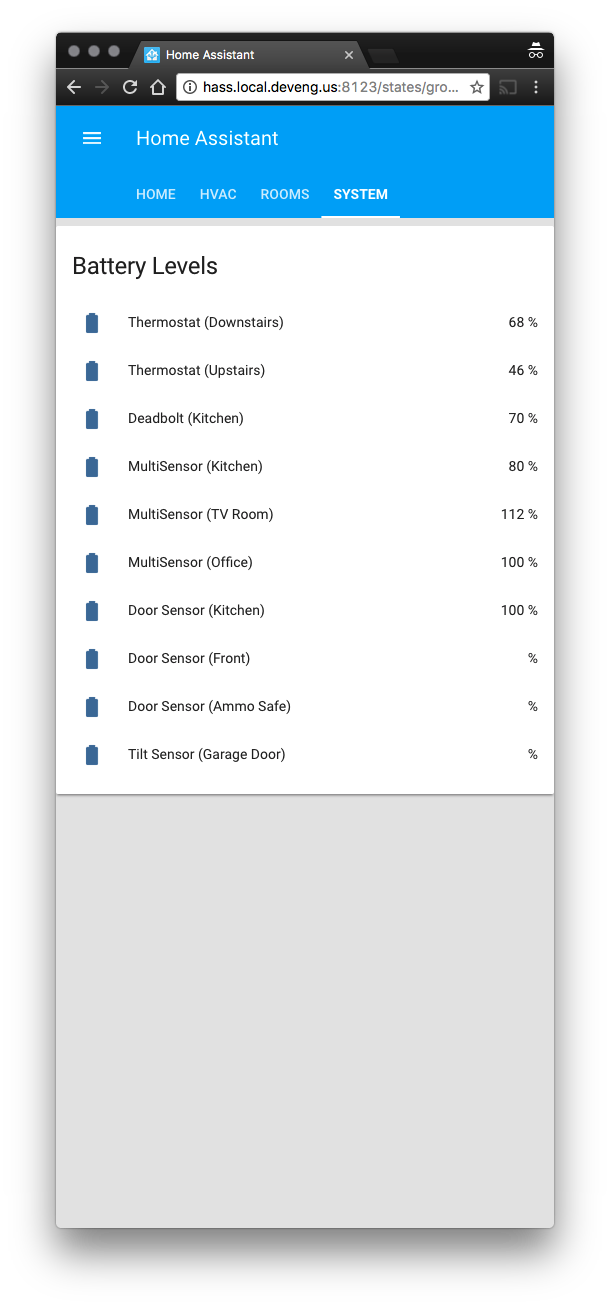 Home Assistant
hass.local.deveng.us:8123/states/gro...
Home Assistant
HOME HVAC ROOMS SYSTEM
Battery Levels
Thermostat (Downstairs) 68 %
Thermostat (Upstairs) 46 %
Deadbolt (Kitchen) 70 %
MultiSensor (Kitchen) 80 %
MultiSensor (TV Room) 112 %
MultiSensor (Office) 100 %
Door Sensor (Kitchen) 100 %
Door Sensor (Front) %
Door Sensor (Ammo Safe) %
Tilt Sensor (Garage Door) %